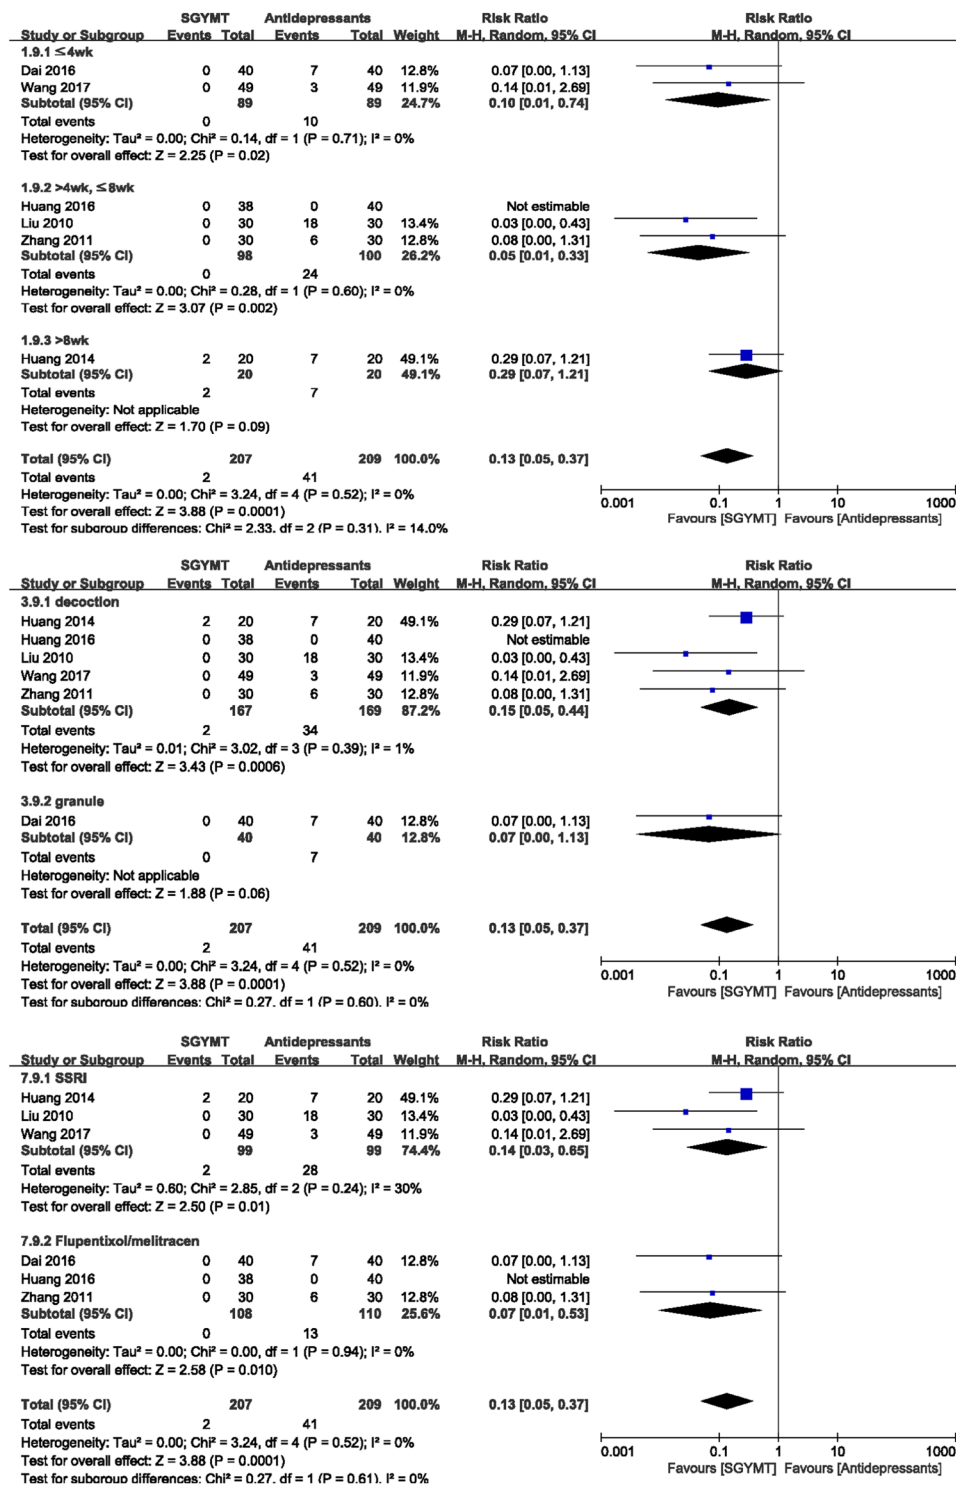 SGYMT Antidepressants Risk Ratio Risk Ratio
Study or Subgroup Events Total Events Total Weight M-H, Random, 95% CI M-H, Random, 95% CI
1.9.1 ≤4wk
Dai 2016 0 40 7 40 12.8% 0.07 [0.00, 1.13]
Wang 2017 0 49 3 49 11.9% 0.14 [0.01, 2.69]
Subtotal (95% CI) 89 89 24.7% 0.10 [0.01, 0.74]
Total events 0 10
Heterogeneity: Tau² = 0.00; Chi² = 0.14, df = 1 (P = 0.71); I² = 0%
Test for overall effect: Z = 2.25 (P = 0.02)
1.9.2 >4wk, ≤8wk
Huang 2016 0 38 0 40 Not estimable
Liu 2010 0 30 18 30 13.4% 0.03 [0.00, 0.43]
Zhang 2011 0 30 6 30 12.8% 0.08 [0.00, 1.31]
Subtotal (95% CI) 98 100 26.2% 0.05 [0.01, 0.33]
Total events 0 24
Heterogeneity: Tau² = 0.00; Chi² = 0.28, df = 1 (P = 0.60); I² = 0%
Test for overall effect: Z = 3.07 (P = 0.002)
1.9.3 >8wk
Huang 2014 2 20 7 20 49.1% 0.29 [0.07, 1.21]
Subtotal (95% CI) 20 20 49.1% 0.29 [0.07, 1.21]
Total events 2 7
Heterogeneity: Not applicable
Test for overall effect: Z = 1.70 (P = 0.09)
Total (95% CI) 207 209 100.0% 0.13 [0.05, 0.37]
Total events 2 41
Heterogeneity: Tau² = 0.00; Chi² = 3.24, df = 4 (P = 0.52); I² = 0%
Test for overall effect: Z = 3.88 (P = 0.0001)
Test for subgroup differences: Chi² = 2.33, df = 2 (P = 0.31), I² = 14.0%
0.001 0.1 1 10 1000
Favours [SGYMT] Favours [Antidepressants]
SGYMT Antidepressants Risk Ratio Risk Ratio
Study or Subgroup Events Total Events Total Weight M-H, Random, 95% CI M-H, Random, 95% CI
3.9.1 decoction
Huang 2014 2 20 7 20 49.1% 0.29 [0.07, 1.21]
Huang 2016 0 38 0 40 Not estimable
Liu 2010 0 30 18 30 13.4% 0.03 [0.00, 0.43]
Wang 2017 0 49 3 49 11.9% 0.14 [0.01, 2.69]
Zhang 2011 0 30 6 30 12.8% 0.08 [0.00, 1.31]
Subtotal (95% CI) 167 169 87.2% 0.15 [0.05, 0.44]
Total events 2 34
Heterogeneity: Tau² = 0.01; Chi² = 3.02, df = 3 (P = 0.39); I² = 1%
Test for overall effect: Z = 3.43 (P = 0.0006)
3.9.2 granule
Dai 2016 0 40 7 40 12.8% 0.07 [0.00, 1.13]
Subtotal (95% CI) 40 40 12.8% 0.07 [0.00, 1.13]
Total events 0 7
Heterogeneity: Not applicable
Test for overall effect: Z = 1.88 (P = 0.06)
Total (95% CI) 207 209 100.0% 0.13 [0.05, 0.37]
Total events 2 41
Heterogeneity: Tau² = 0.00; Chi² = 3.24, df = 4 (P = 0.52); I² = 0%
Test for overall effect: Z = 3.88 (P = 0.0001)
Test for subgroup differences: Chi² = 0.27, df = 1 (P = 0.60), I² = 0%
0.001 0.1 1 10 1000
Favours [SGYMT] Favours [Antidepressants]
SGYMT Antidepressants Risk Ratio Risk Ratio
Study or Subgroup Events Total Events Total Weight M-H, Random, 95% CI M-H, Random, 95% CI
7.9.1 SSRI
Huang 2014 2 20 7 20 49.1% 0.29 [0.07, 1.21]
Liu 2010 0 30 18 30 13.4% 0.03 [0.00, 0.43]
Wang 2017 0 49 3 49 11.9% 0.14 [0.01, 2.69]
Subtotal (95% CI) 99 99 74.4% 0.14 [0.03, 0.65]
Total events 2 28
Heterogeneity: Tau² = 0.60; Chi² = 2.85, df = 2 (P = 0.24); I² = 30%
Test for overall effect: Z = 2.50 (P = 0.01)
7.9.2 Flupentixol/melitracen
Dai 2016 0 40 7 40 12.8% 0.07 [0.00, 1.13]
Huang 2016 0 38 0 40 Not estimable
Zhang 2011 0 30 6 30 12.8% 0.08 [0.00, 1.31]
Subtotal (95% CI) 108 110 25.6% 0.07 [0.01, 0.53]
Total events 0 13
Heterogeneity: Tau² = 0.00; Chi² = 0.00, df = 1 (P = 0.94); I² = 0%
Test for overall effect: Z = 2.58 (P = 0.010)
Total (95% CI) 207 209 100.0% 0.13 [0.05, 0.37]
Total events 2 41
Heterogeneity: Tau² = 0.00; Chi² = 3.24, df = 4 (P = 0.52); I² = 0%
Test for overall effect: Z = 3.88 (P = 0.0001)
Test for subgroup differences: Chi² = 0.27, df = 1 (P = 0.61), I² = 0%
0.001 0.1 1 10 1000
Favours [SGYMT] Favours [Antidepressants]